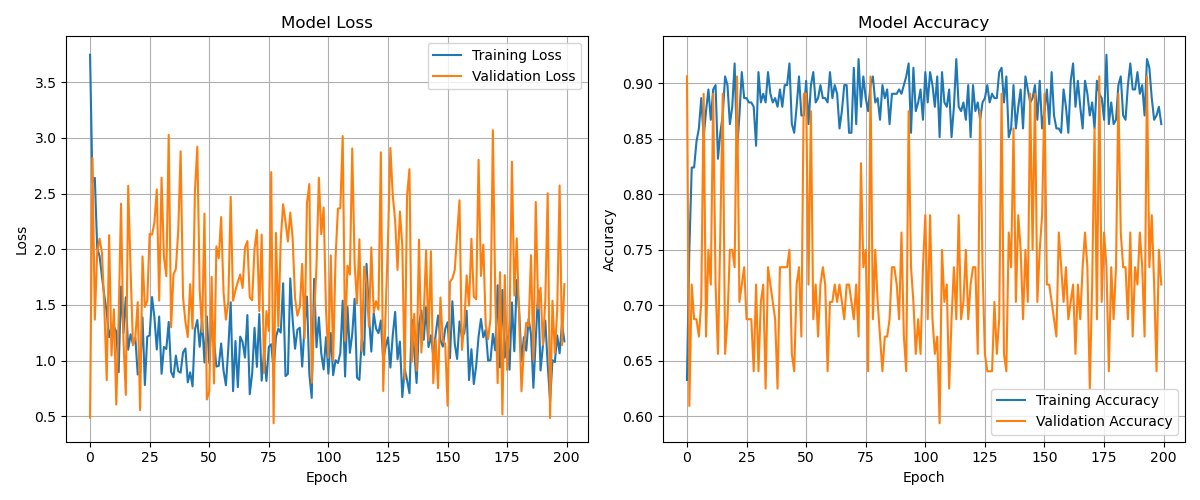 Model Loss
3.5
3.0
2.5
2.0
1.5
1.0
0.5
Loss
Training Loss
Validation Loss
0 25 50 75 100 125 150 175 200
Epoch
Model Accuracy
0.90
0.85
0.80
0.75
0.70
0.65
0.60
Accuracy
Training Accuracy
Validation Accuracy
0 25 50 75 100 125 150 175 200
Epoch